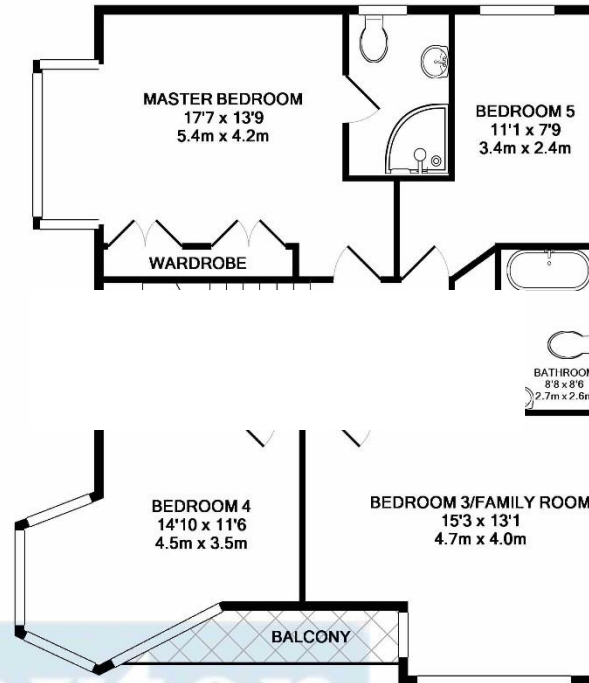 MASTER BEDROOM
17'7 x 13'9
5.4m x 4.2m
BEDROOM 5
11'1 x 7'9
3.4m x 2.4m
WARDROBE
BATHROOM
8'8 x 8'6
2.7m x 2.6m
BEDROOM 4
14'10 x 11'6
4.5m x 3.5m
BEDROOM 3/FAMILY ROOM
15'3 x 13'1
4.7m x 4.0m
BALCONY